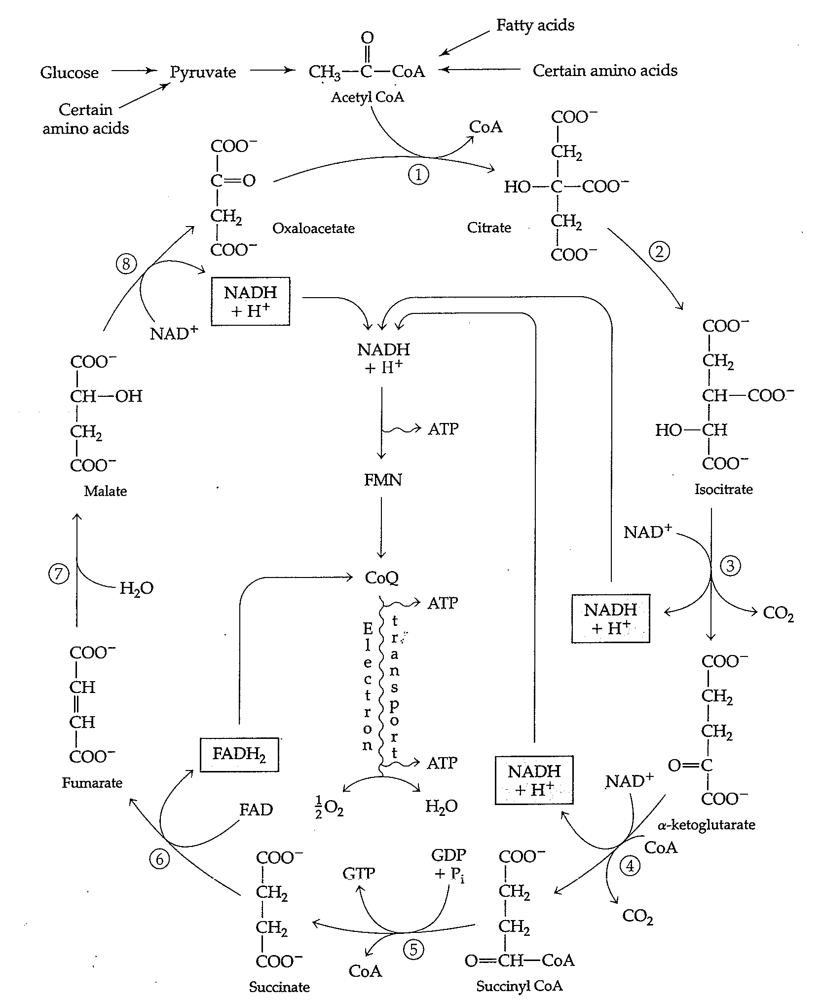 Fatty acids
O
Glucose
Pyruvate
CH₃—C—CoA
Certain amino acids
Acetyl CoA
Certain
amino acids
CoA
①
COO⁻
C=O
CH₂
COO⁻
Oxaloacetate
COO⁻
CH₂
HO—C—COO⁻
CH₂
COO⁻
Citrate
②
⑧
NADH
+ H⁺
NAD⁺
NADH
+ H⁺
ATP
FMN
CoQ
ATP
Electron
transport
ATP
½O₂
H₂O
COO⁻
CH₂
CH—COO⁻
HO—CH
COO⁻
Isocitrate
NAD⁺
③
NADH
+ H⁺
CO₂
COO⁻
CH₂
CH₂
O=C
COO⁻
α-ketoglutarate
NADH
+ H⁺
NAD⁺
CoA
④
CO₂
COO⁻
CH₂
CH₂
O=CH—CoA
Succinyl CoA
GDP
+ Pᵢ
GTP
⑤
CoA
COO⁻
CH₂
CH₂
COO⁻
Succinate
⑥
FAD
FADH₂
COO⁻
CH
CH
COO⁻
Fumarate
⑦
H₂O
COO⁻
CH—OH
CH₂
COO⁻
Malate